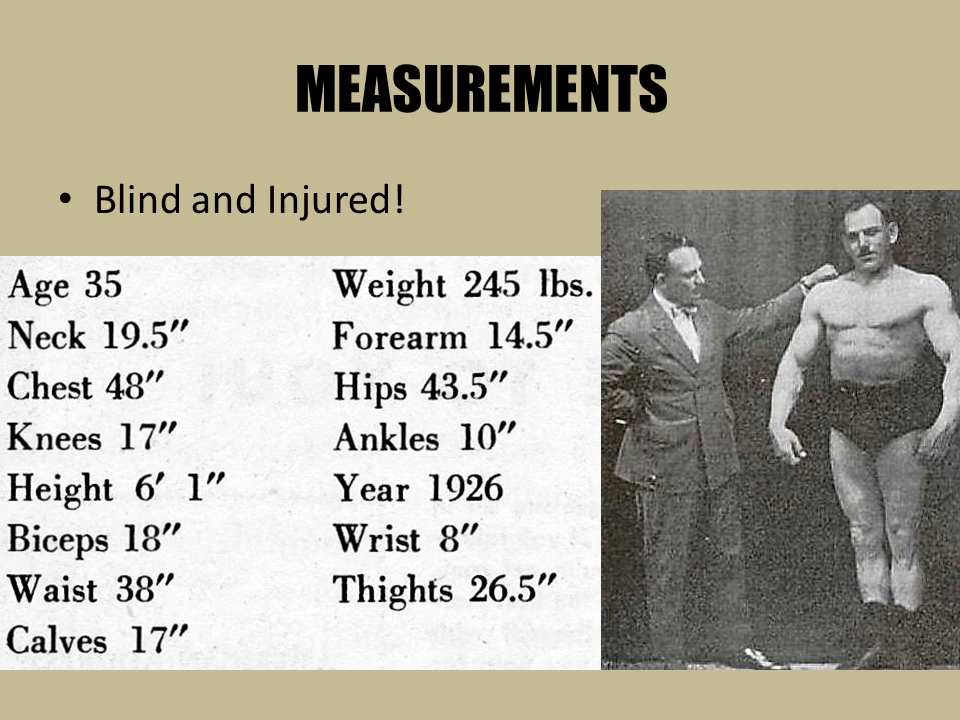 MEASUREMENTS
• Blind and Injured!
Age 35
Neck 19.5″
Chest 48″
Knees 17″
Height 6′ 1″
Biceps 18″
Waist 38″
Calves 17″
Weight 245 lbs.
Forearm 14.5″
Hips 43.5″
Ankles 10″
Year 1926
Wrist 8″
Thights 26.5″